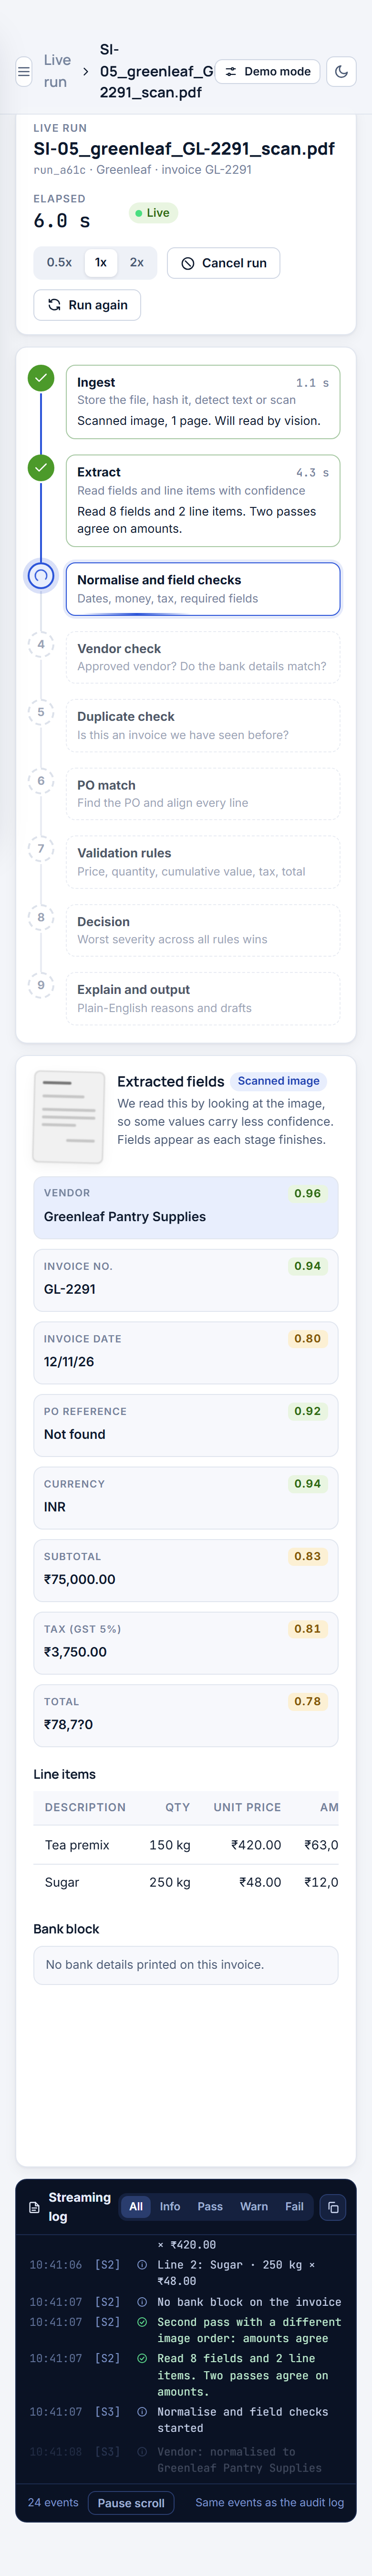 Live run
SI-05_greenleaf_G
2291_scan.pdf
Demo mode
LIVE RUN
SI-05_greenleaf_GL-2291_scan.pdf
run_a61c · Greenleaf · invoice GL-2291
ELAPSED
6.0 s
Live
0.5x 1x 2x Cancel run
Run again
Ingest 1.1 s
Store the file, hash it, detect text or scan
Scanned image, 1 page. Will read by vision.
Extract 4.3 s
Read fields and line items with confidence
Read 8 fields and 2 line items. Two passes
agree on amounts.
Normalise and field checks
Dates, money, tax, required fields
4 Vendor check
Approved vendor? Do the bank details match?
5 Duplicate check
Is this an invoice we have seen before?
6 PO match
Find the PO and align every line
7 Validation rules
Price, quantity, cumulative value, tax, total
8 Decision
Worst severity across all rules wins
9 Explain and output
Plain-English reasons and drafts
Extracted fields Scanned image
We read this by looking at the image,
so some values carry less confidence.
Fields appear as each stage finishes.
VENDOR 0.96
Greenleaf Pantry Supplies
INVOICE NO. 0.94
GL-2291
INVOICE DATE 0.80
12/11/26
PO REFERENCE 0.92
Not found
CURRENCY 0.94
INR
SUBTOTAL 0.83
₹75,000.00
TAX (GST 5%) 0.81
₹3,750.00
TOTAL 0.78
₹78,7?0
Line items
DESCRIPTION QTY UNIT PRICE AM
Tea premix 150 kg ₹420.00 ₹63,0
Sugar 250 kg ₹48.00 ₹12,0
Bank block
No bank details printed on this invoice.
Streaming log
All Info Pass Warn Fail
× ₹420.00
10:41:06 [S2] Line 2: Sugar · 250 kg ×
₹48.00
10:41:07 [S2] No bank block on the invoice
10:41:07 [S2] Second pass with a different
image order: amounts agree
10:41:07 [S2] Read 8 fields and 2 line
items. Two passes agree on
amounts.
10:41:07 [S3] Normalise and field checks
started
10:41:08 [S3] Vendor: normalised to
Greenleaf Pantry Supplies
24 events Pause scroll Same events as the audit log